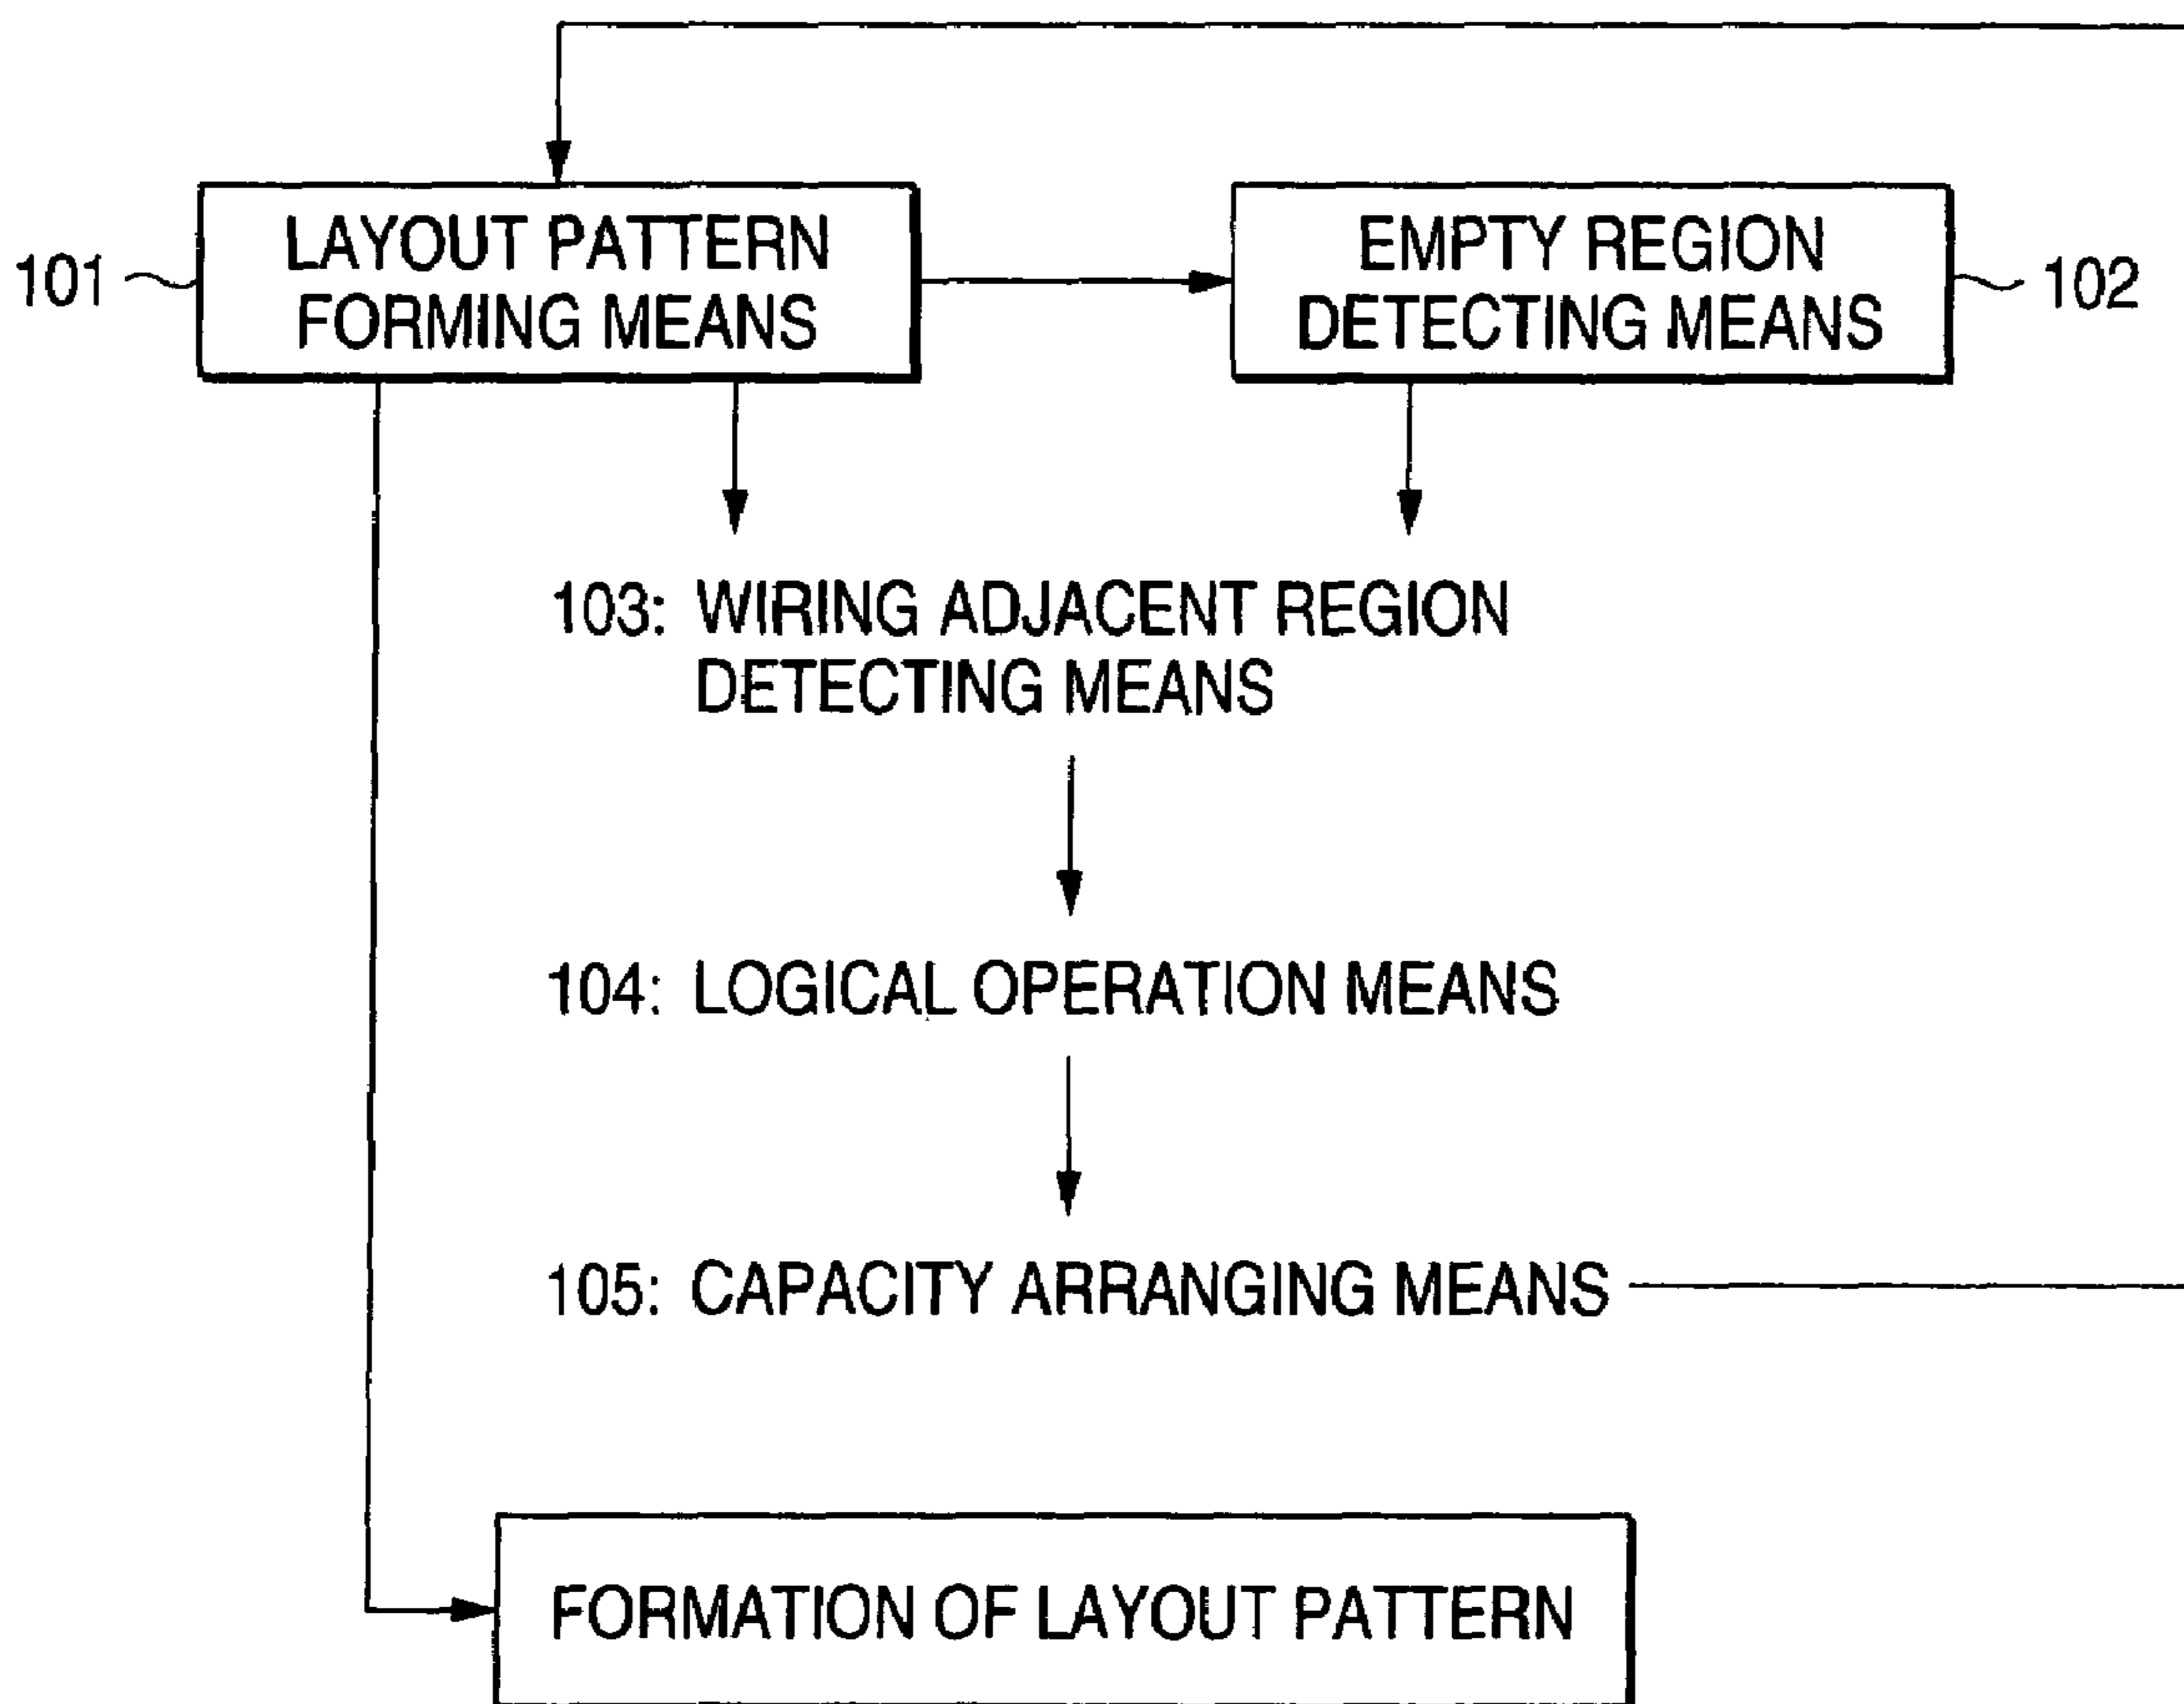 LAYOUT PATTERN
FORMING MEANS
101
EMPTY REGION
DETECTING MEANS
102
103: WIRING ADJACENT REGION
DETECTING MEANS
104: LOGICAL OPERATION MEANS
105: CAPACITY ARRANGING MEANS
FORMATION OF LAYOUT PATTERN